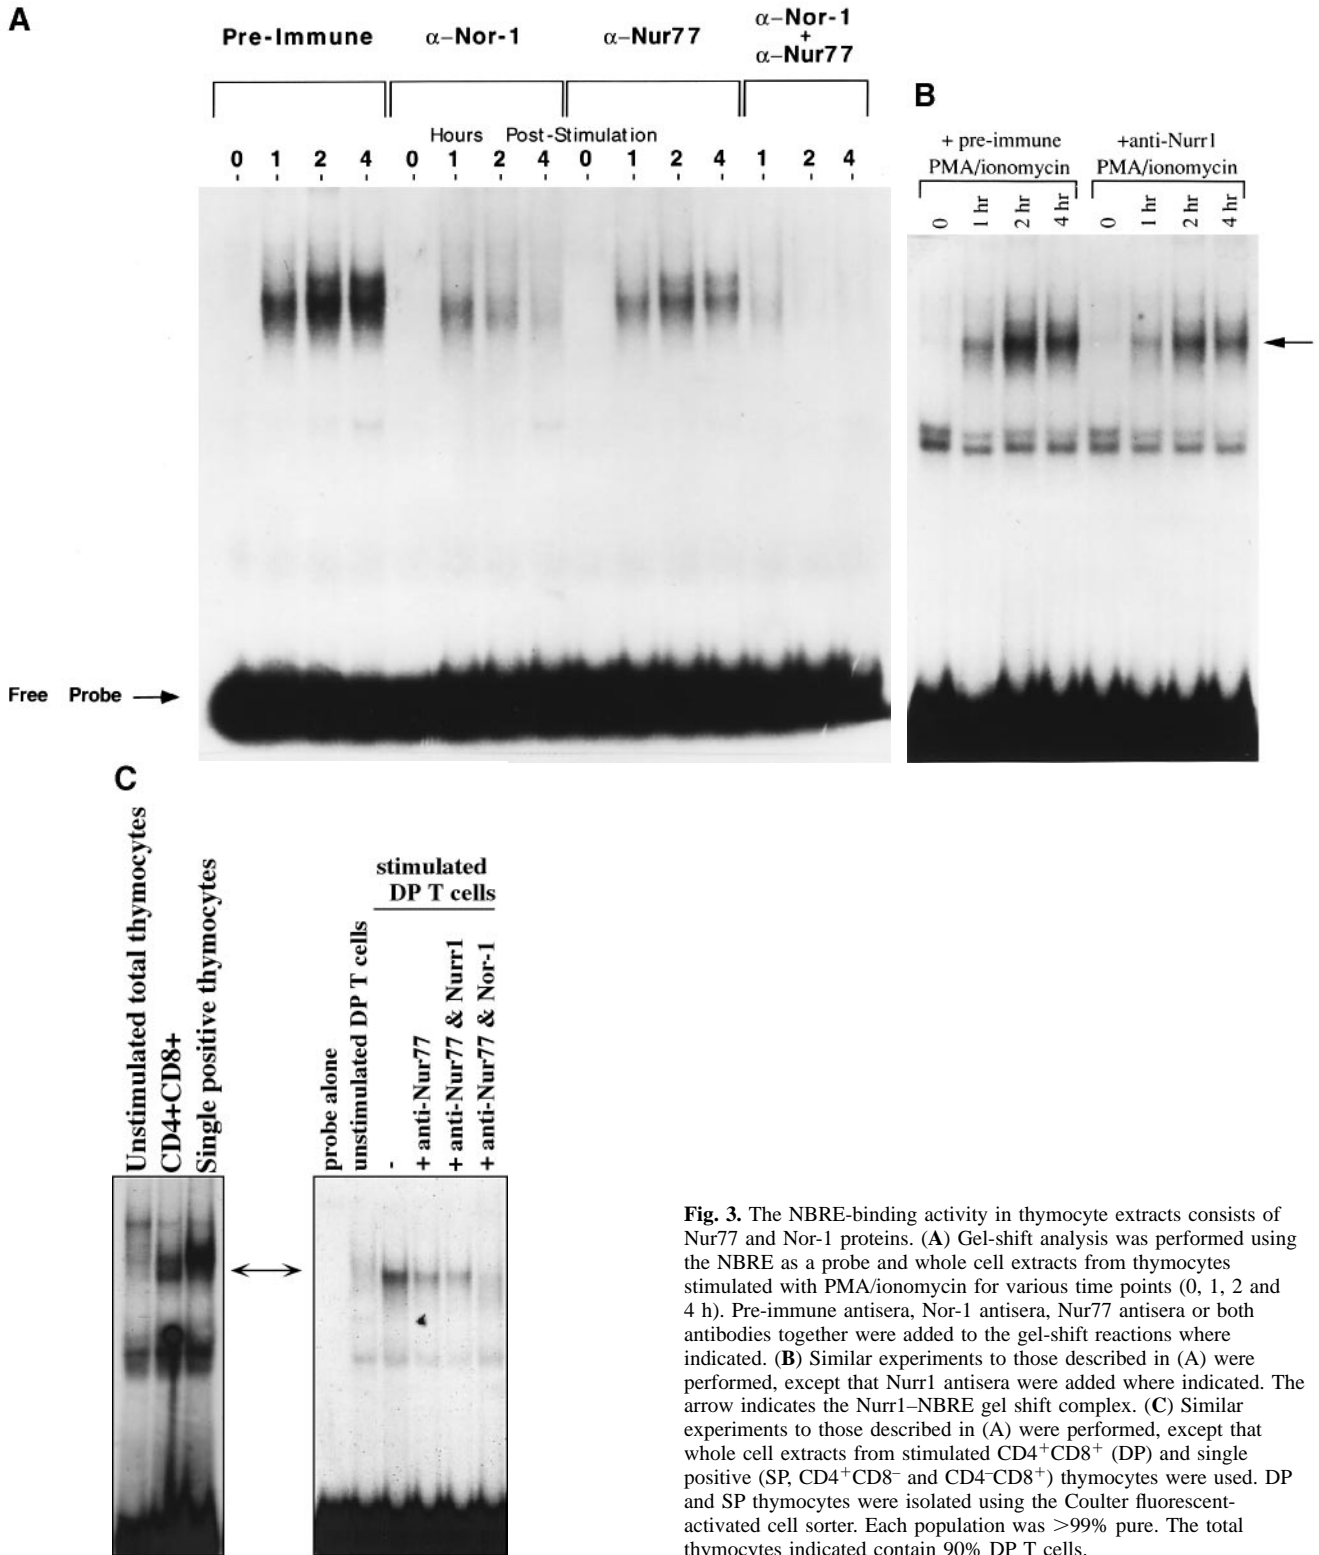 A
Pre-Immune
α–Nor-1
α–Nur77
α–Nor-1
+
α–Nur77
Hours Post-Stimulation
0 1 2 4 0 1 2 4 0 1 2 4 1 2 4
Free Probe
B
+ pre-immune
PMA/ionomycin
+anti-Nurr1
PMA/ionomycin
0 1 hr 2 hr 4 hr 0 1 hr 2 hr 4 hr
C
Unstimulated total thymocytes
CD4+CD8+
Single positive thymocytes
stimulated
DP T cells
probe alone
unstimulated DP T cells
-
+ anti-Nur77
+ anti-Nur77 & Nurr1
+ anti-Nur77 & Nor-1
Fig. 3. The NBRE-binding activity in thymocyte extracts consists of
Nur77 and Nor-1 proteins. (A) Gel-shift analysis was performed using
the NBRE as a probe and whole cell extracts from thymocytes
stimulated with PMA/ionomycin for various time points (0, 1, 2 and
4 h). Pre-immune antisera, Nor-1 antisera, Nur77 antisera or both
antibodies together were added to the gel-shift reactions where
indicated. (B) Similar experiments to those described in (A) were
performed, except that Nurr1 antisera were added where indicated. The
arrow indicates the Nurr1–NBRE gel shift complex. (C) Similar
experiments to those described in (A) were performed, except that
whole cell extracts from stimulated CD4⁺CD8⁺ (DP) and single
positive (SP, CD4⁺CD8⁻ and CD4⁻CD8⁺) thymocytes were used. DP
and SP thymocytes were isolated using the Coulter fluorescent-
activated cell sorter. Each population was >99% pure. The total
thymocytes indicated contain 90% DP T cells.